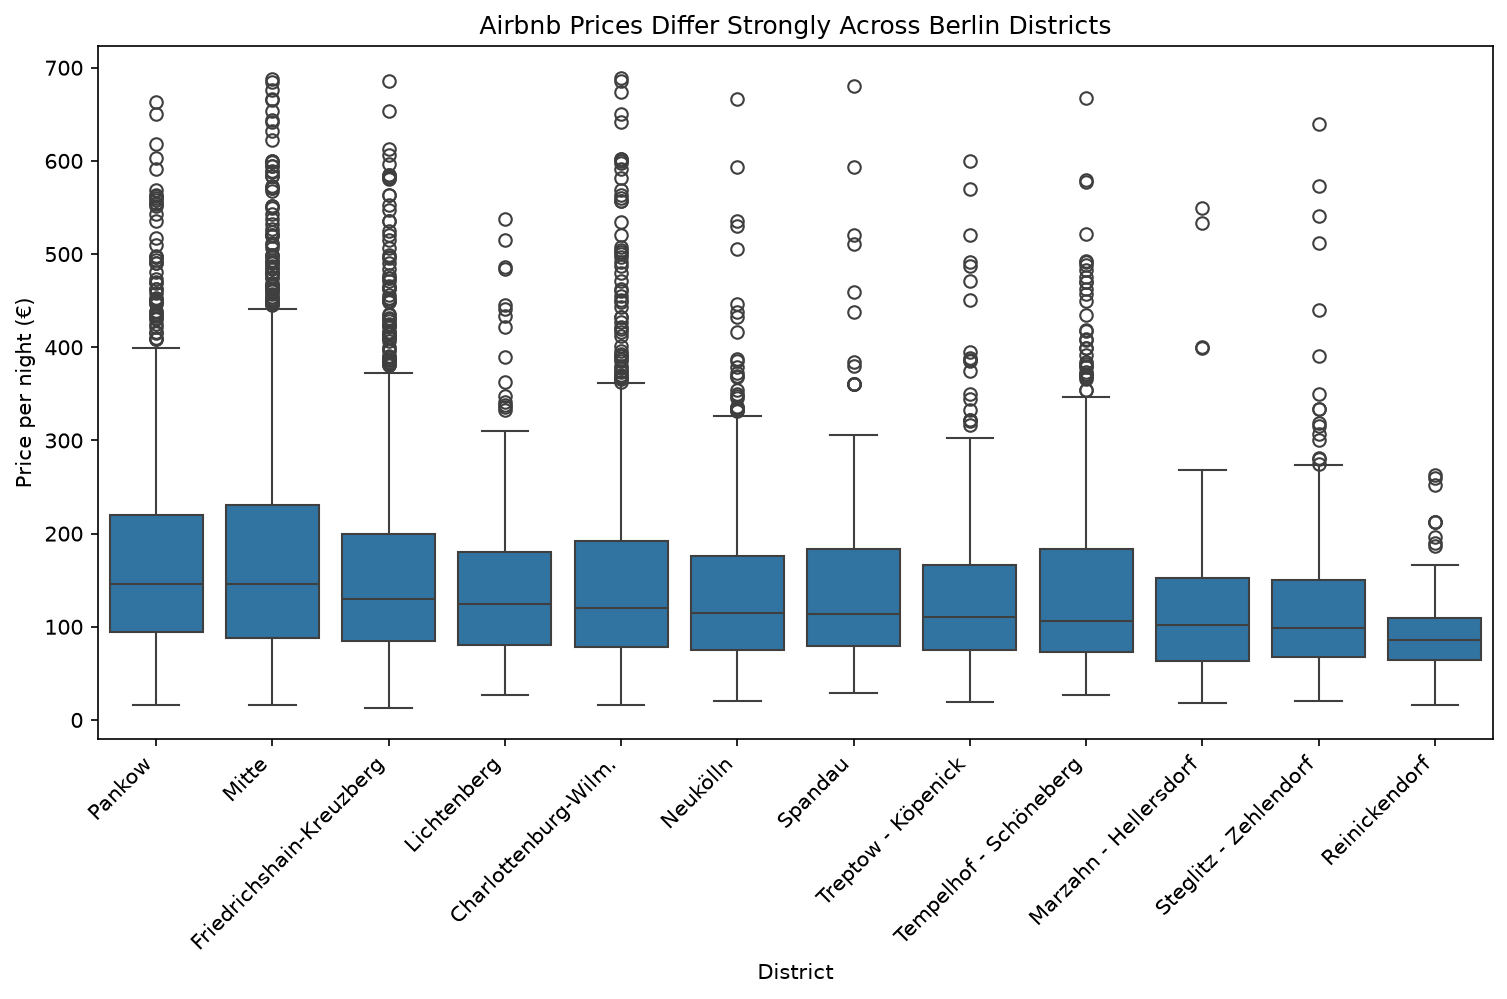 Airbnb Prices Differ Strongly Across Berlin Districts
Price per night (€)
700
600
500
400
300
200
100
0
Pankow
Mitte
Friedrichshain-Kreuzberg
Lichtenberg
Charlottenburg-Wilm.
Neukölln
Spandau
Treptow - Köpenick
Tempelhof - Schöneberg
Marzahn - Hellersdorf
Steglitz - Zehlendorf
Reinickendorf
District